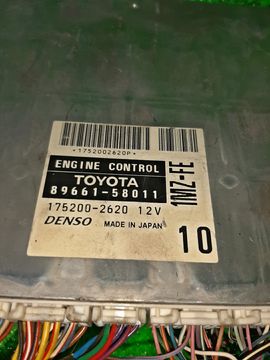 *1752002620P*
ENGINE CONTROL
TOYOTA
89661-58011
175200-2620 12V
DENSO MADE IN JAPAN
1MZ-FE
10